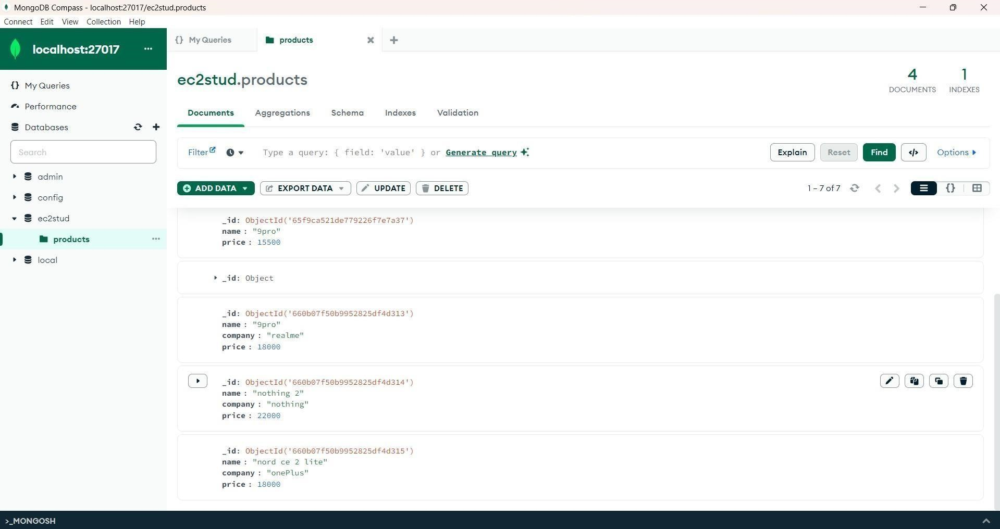 MongoDB Compass - localhost:27017/ec2stud.products
Connect Edit View Collection Help
localhost:27017 ...
{} My Queries
products
{} My Queries
Performance
Databases
Search
admin
config
ec2stud
products ...
local
ec2stud.products
4
DOCUMENTS
1
INDEXES
Documents Aggregations Schema Indexes Validation
Filter Type a query: { field: 'value' } or Generate query Explain Reset Find </> Options
ADD DATA EXPORT DATA UPDATE DELETE 1 – 7 of 7 {}
_id: ObjectId('65f9ca521de779226f7e7a37')
name : "9pro"
price : 15500
_id: Object
_id: ObjectId('660b07f50b9952825df4d313')
name : "9pro"
company : "realme"
price : 18000
_id: ObjectId('660b07f50b9952825df4d314')
name : "nothing 2"
company : "nothing"
price : 22000
_id: ObjectId('660b07f50b9952825df4d315')
name : "nord ce 2 lite"
company : "onePlus"
price : 18000
>_MONGOSH